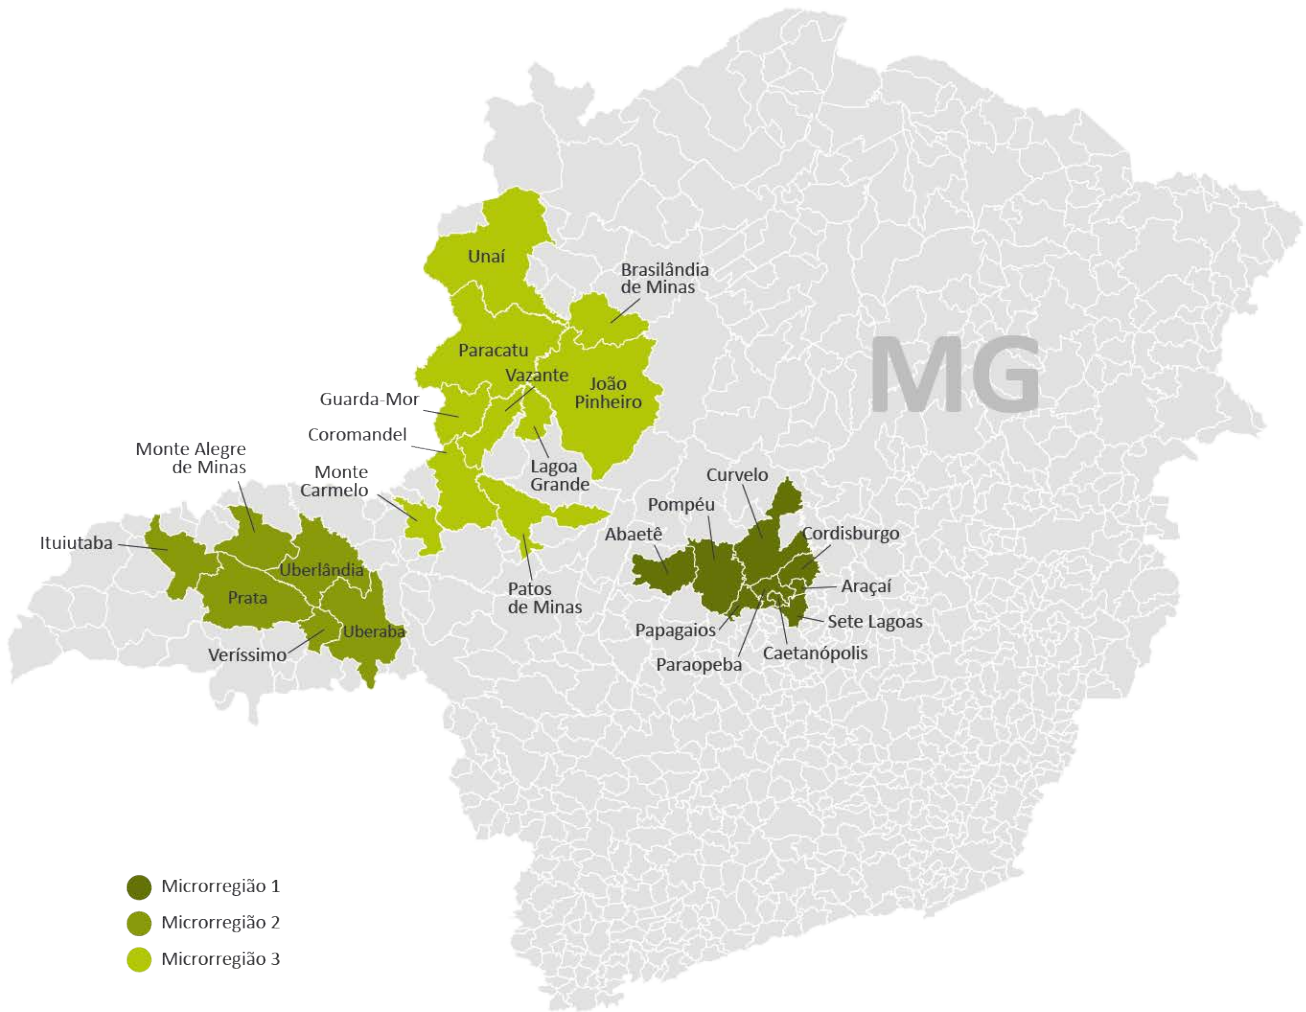 Unaí
Brasilândia
de Minas
MG
Paracatu
Vazante
João
Pinheiro
Guarda-Mor
Coromandel
Monte Alegre
de Minas
Monte
Carmelo
Lagoa
Grande
Curvelo
Pompéu
Abaetê
Cordisburgo
Ituiutaba
Uberlândia
Araçaí
Prata
Patos
de Minas
Sete Lagoas
Papagaios
Uberaba
Veríssimo
Caetanópolis
Paraopeba
Microrregião 1
Microrregião 2
Microrregião 3